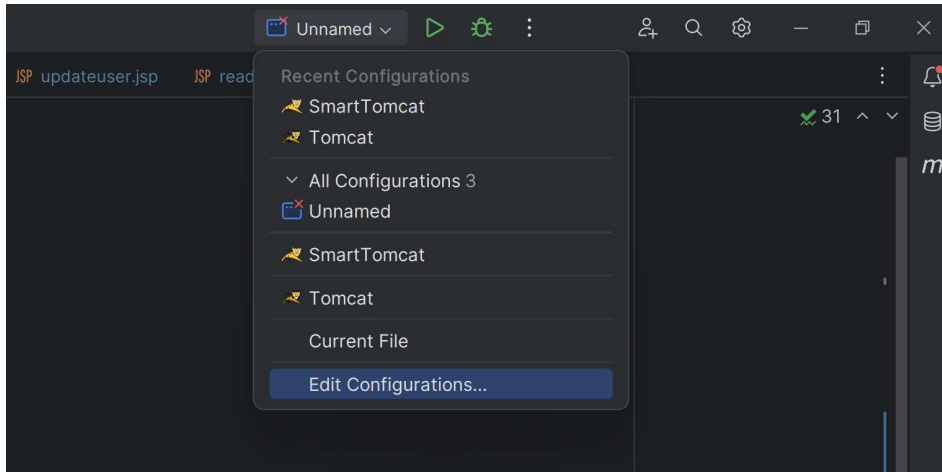 Unnamed
JSP updateuser.jsp JSP read
Recent Configurations
SmartTomcat
Tomcat
31
All Configurations 3
Unnamed
SmartTomcat
Tomcat
Current File
Edit Configurations...
m